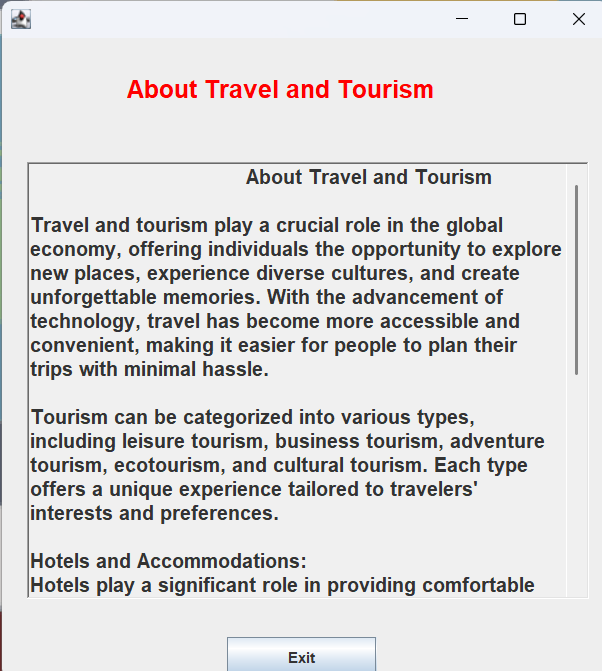 About Travel and Tourism
About Travel and Tourism
Travel and tourism play a crucial role in the global
economy, offering individuals the opportunity to explore
new places, experience diverse cultures, and create
unforgettable memories. With the advancement of
technology, travel has become more accessible and
convenient, making it easier for people to plan their
trips with minimal hassle.
Tourism can be categorized into various types,
including leisure tourism, business tourism, adventure
tourism, ecotourism, and cultural tourism. Each type
offers a unique experience tailored to travelers'
interests and preferences.
Hotels and Accommodations:
Hotels play a significant role in providing comfortable
Exit